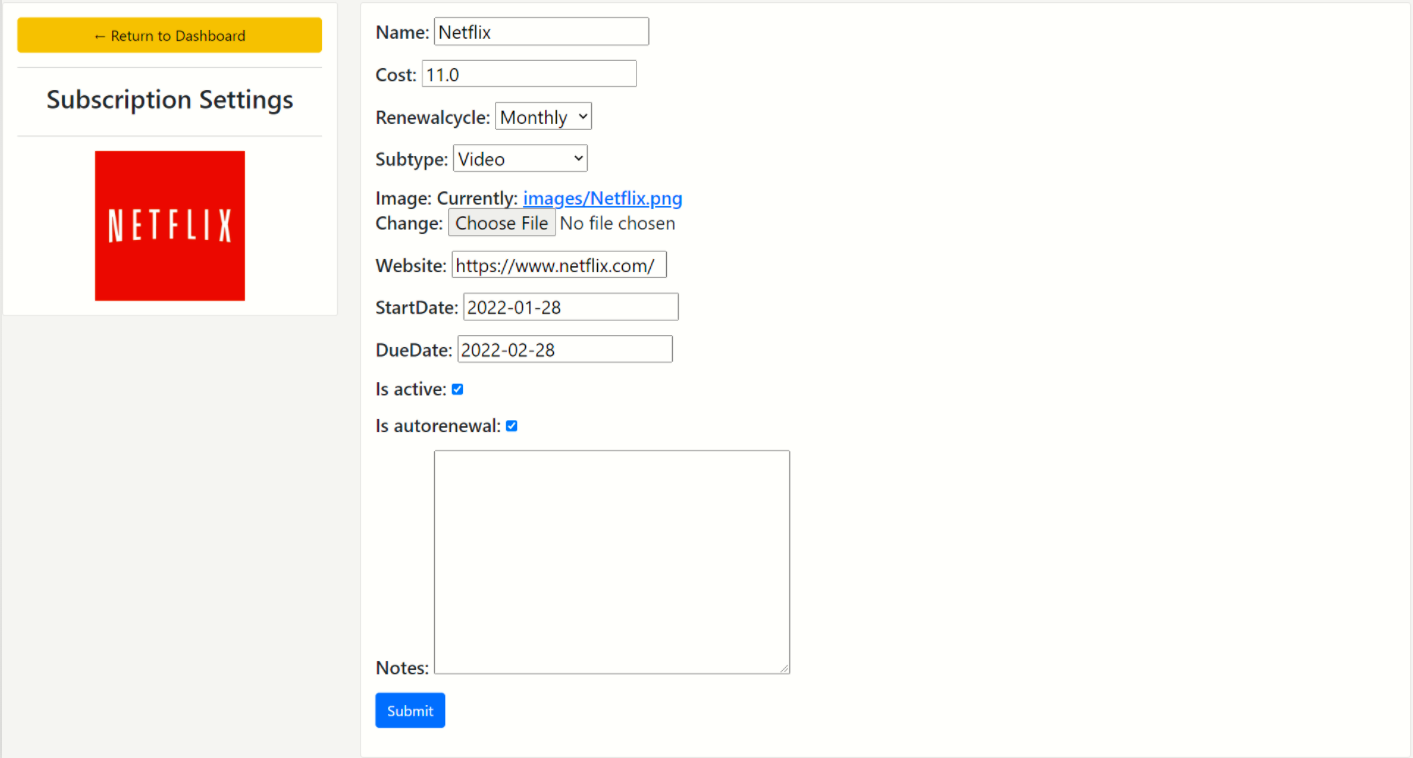 ← Return to Dashboard
Subscription Settings
NETFLIX
Name: Netflix
Cost: 11.0
Renewalcycle: Monthly
Subtype: Video
Image: Currently: images/Netflix.png
Change: Choose File No file chosen
Website: https://www.netflix.com/
StartDate: 2022-01-28
DueDate: 2022-02-28
Is active:
Is autorenewal:
Notes:
Submit